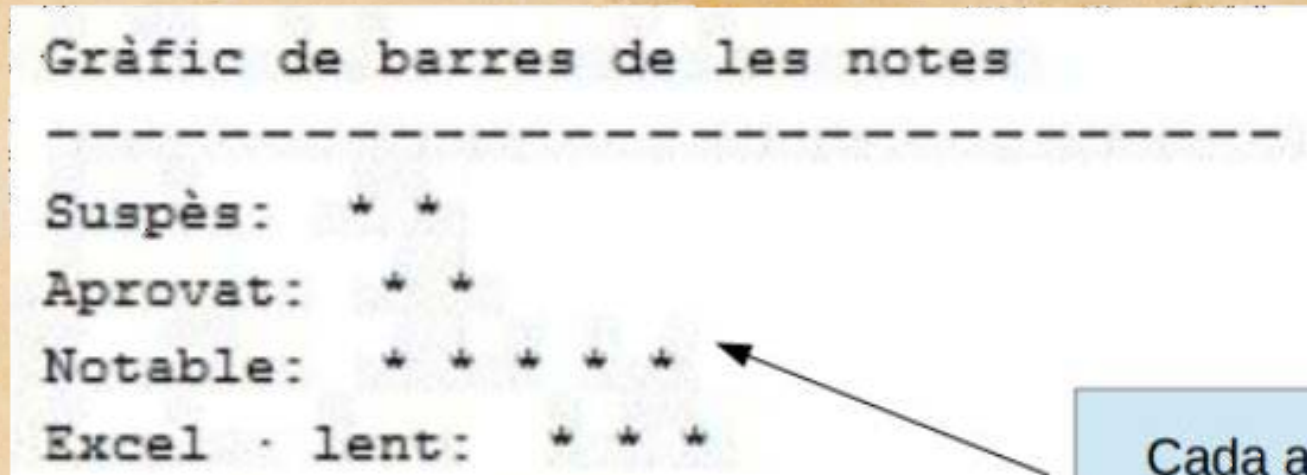 Gràfic de barres de les notes
----------------------------------
Suspès: * *
Aprovat: * *
Notable: * * * * *
Excel · lent: * * *
Cada